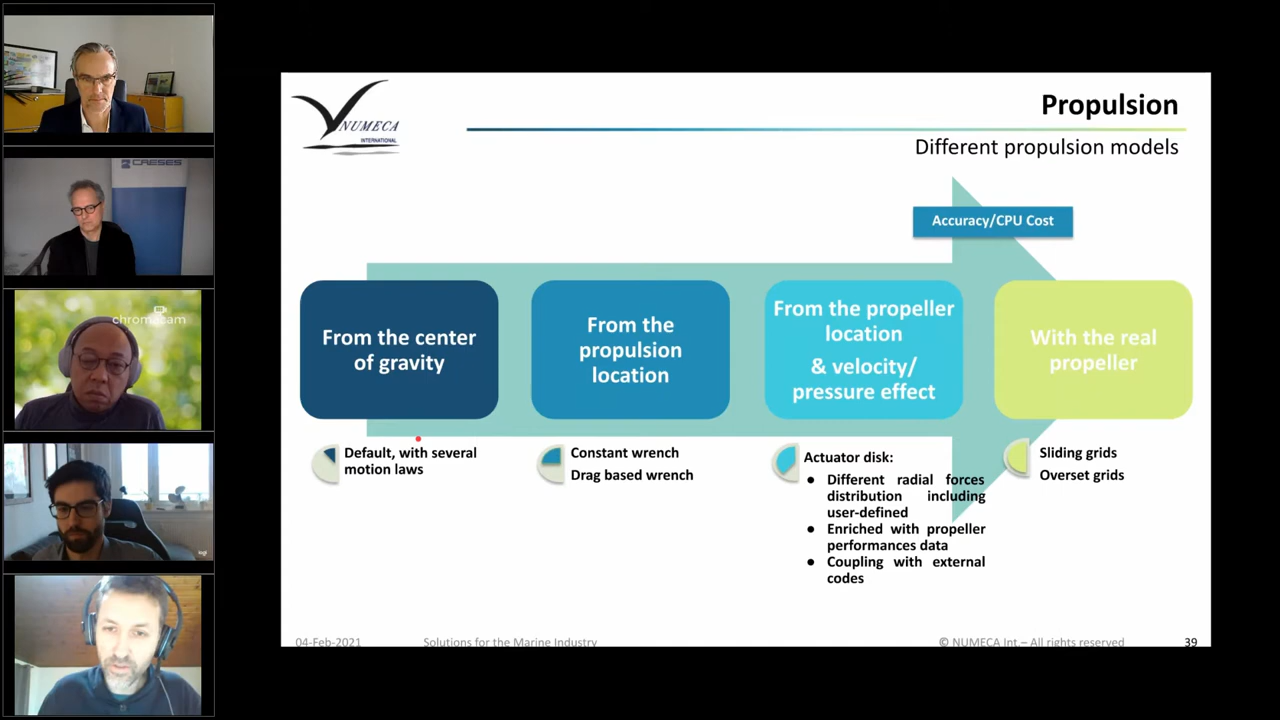 CAESES
chromacam
logi
NUMECA
INTERNATIONAL
Propulsion
Different propulsion models
Accuracy/CPU Cost
From the center
of gravity
From the
propulsion
location
From the propeller
location
& velocity/
pressure effect
With the real
propeller
Default, with several
motion laws
Constant wrench
Drag based wrench
Actuator disk:
● Different radial forces
distribution including
user-defined
● Enriched with propeller
performances data
● Coupling with external
codes
Sliding grids
Overset grids
04-Feb-2021
Solutions for the Marine Industry
© NUMECA Int.– All rights reserved
39